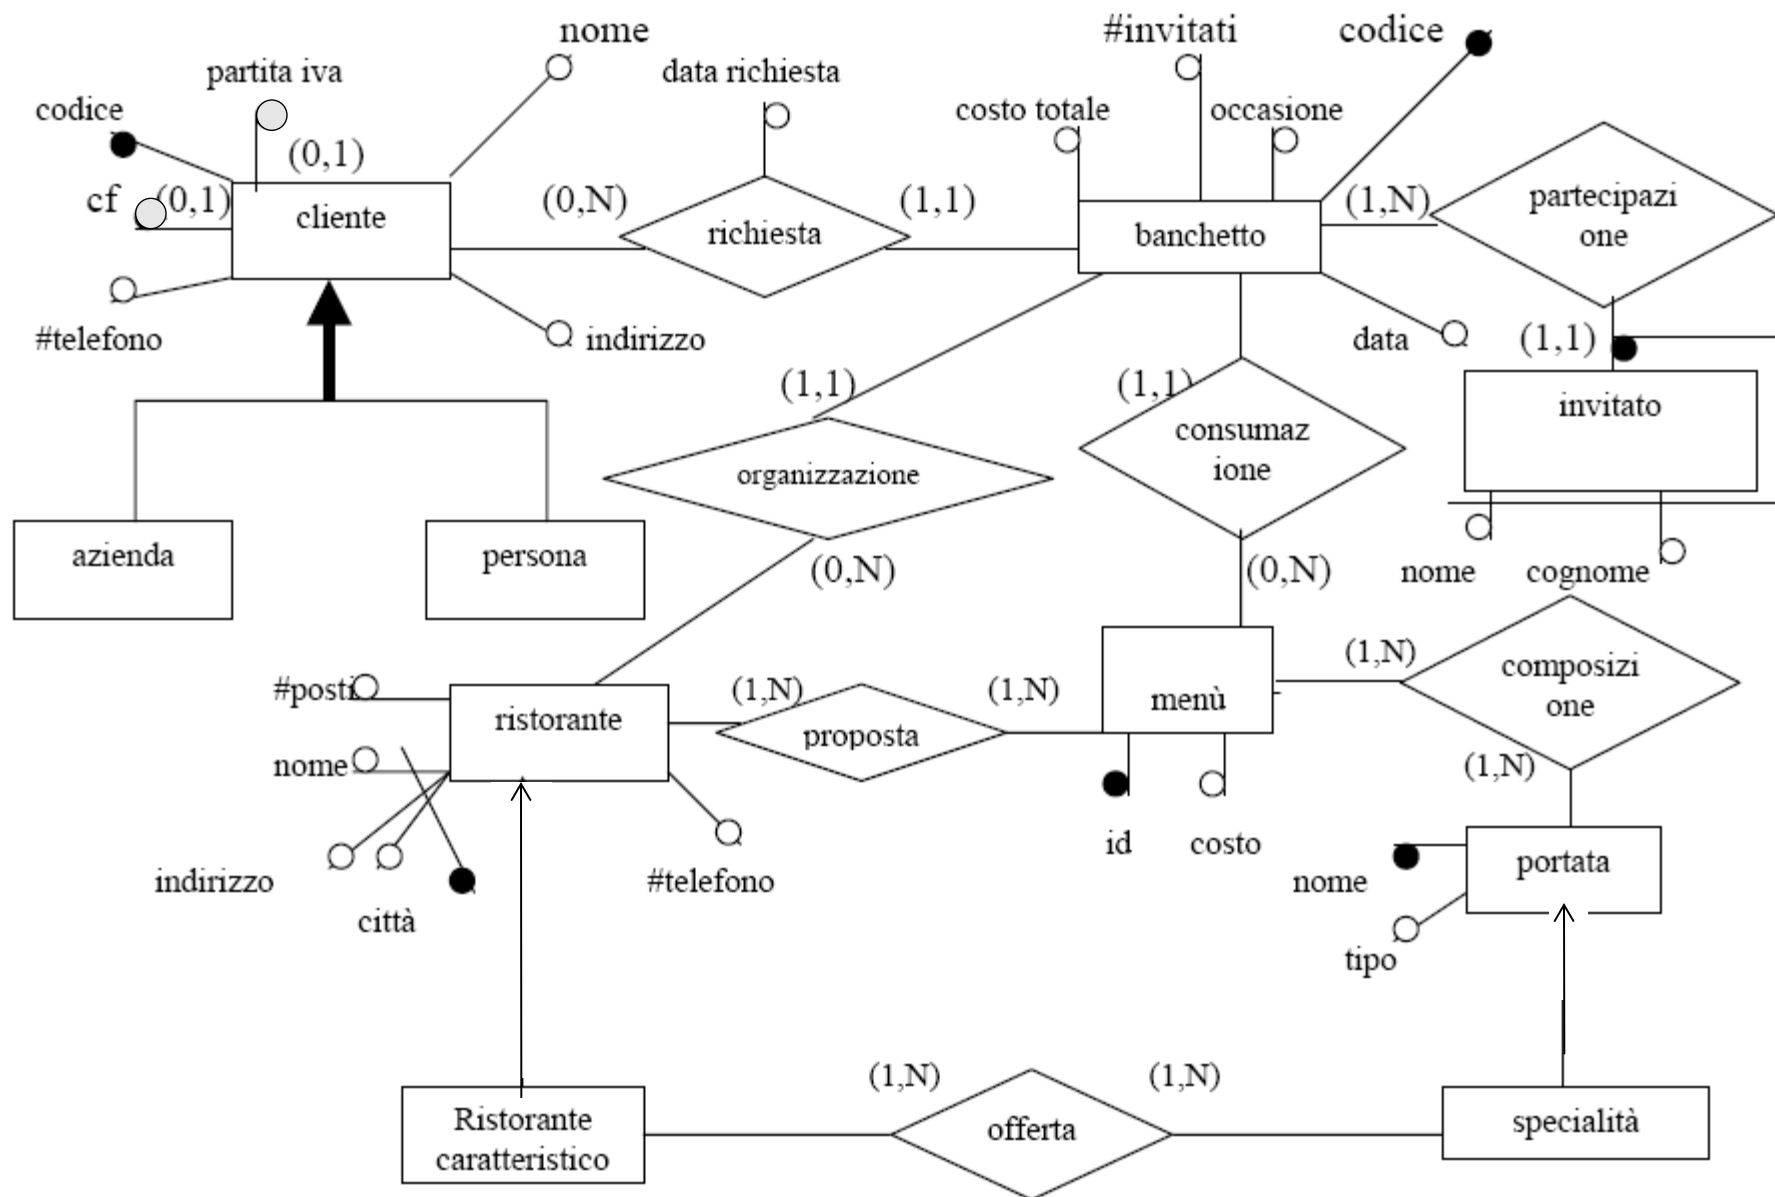 nome
#invitati
codice
partita iva
data richiesta
codice
costo totale
occasione
(0,1)
cf
(0,1)
cliente
(0,N)
richiesta
(1,1)
banchetto
(1,N)
partecipazi
one
#telefono
indirizzo
data
(1,1)
invitato
(1,1)
(1,1)
consumaz
ione
organizzazione
azienda
persona
(0,N)
(0,N)
nome
cognome
#posti
ristorante
(1,N)
(1,N)
menù
(1,N)
composizi
one
nome
proposta
(1,N)
id
costo
indirizzo
città
#telefono
nome
portata
tipo
(1,N)
(1,N)
Ristorante
caratteristico
offerta
specialità